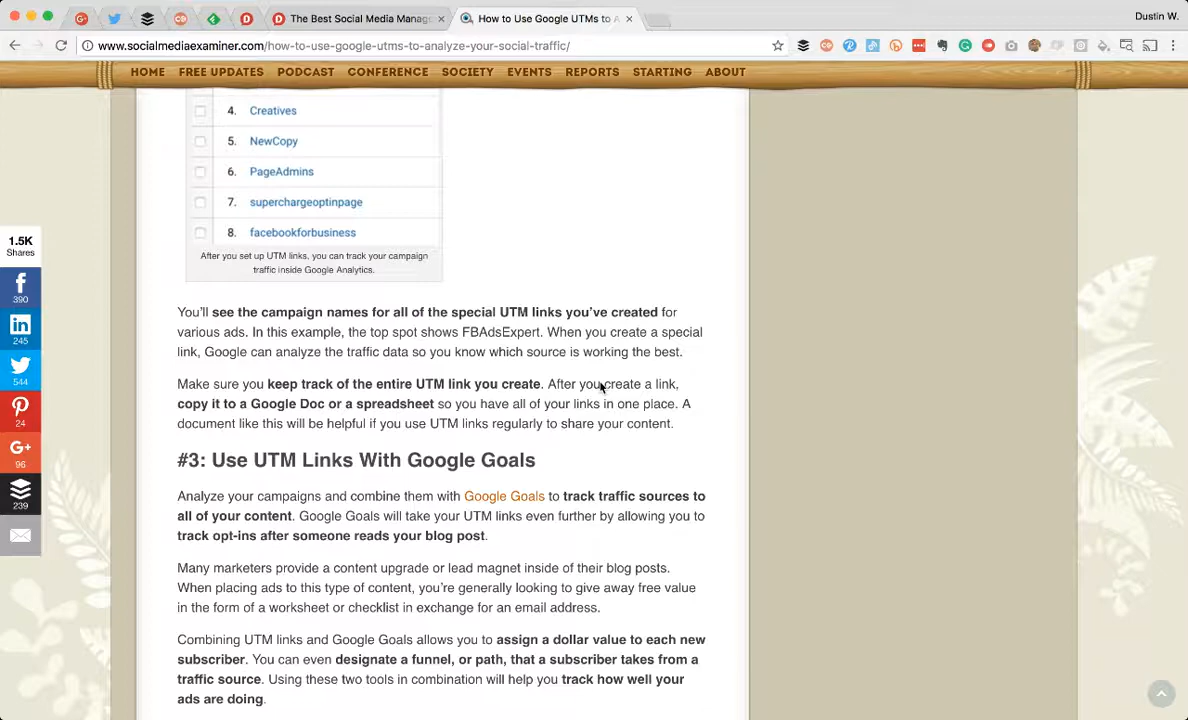 The Best Social Media Manag
How to Use Google UTMs to A
Dustin W.
www.socialmediaexaminer.com/how-to-use-google-utms-to-analyze-your-social-traffic/
HOME FREE UPDATES PODCAST CONFERENCE SOCIETY EVENTS REPORTS STARTING ABOUT
4. Creatives
5. NewCopy
6. PageAdmins
7. superchargeoptinpage
8. facebookforbusiness
After you set up UTM links, you can track your campaign
traffic inside Google Analytics.
1.5K
Shares
390
245
544
24
G+
96
239
You'll see the campaign names for all of the special UTM links you've created for
various ads. In this example, the top spot shows FBAdsExpert. When you create a special
link, Google can analyze the traffic data so you know which source is working the best.
Make sure you keep track of the entire UTM link you create. After you create a link,
copy it to a Google Doc or a spreadsheet so you have all of your links in one place. A
document like this will be helpful if you use UTM links regularly to share your content.
#3: Use UTM Links With Google Goals
Analyze your campaigns and combine them with Google Goals to track traffic sources to
all of your content. Google Goals will take your UTM links even further by allowing you to
track opt-ins after someone reads your blog post.
Many marketers provide a content upgrade or lead magnet inside of their blog posts.
When placing ads to this type of content, you're generally looking to give away free value
in the form of a worksheet or checklist in exchange for an email address.
Combining UTM links and Google Goals allows you to assign a dollar value to each new
subscriber. You can even designate a funnel, or path, that a subscriber takes from a
traffic source. Using these two tools in combination will help you track how well your
ads are doing.